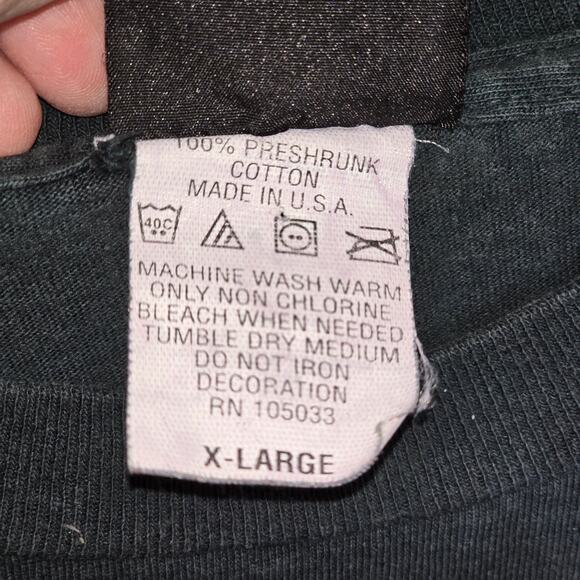 100% PRESHRUNK
COTTON
MADE IN U.S.A.
40C
MACHINE WASH WARM
ONLY NON CHLORINE
BLEACH WHEN NEEDED
TUMBLE DRY MEDIUM
DO NOT IRON
DECORATION
RN 105033
X-LARGE